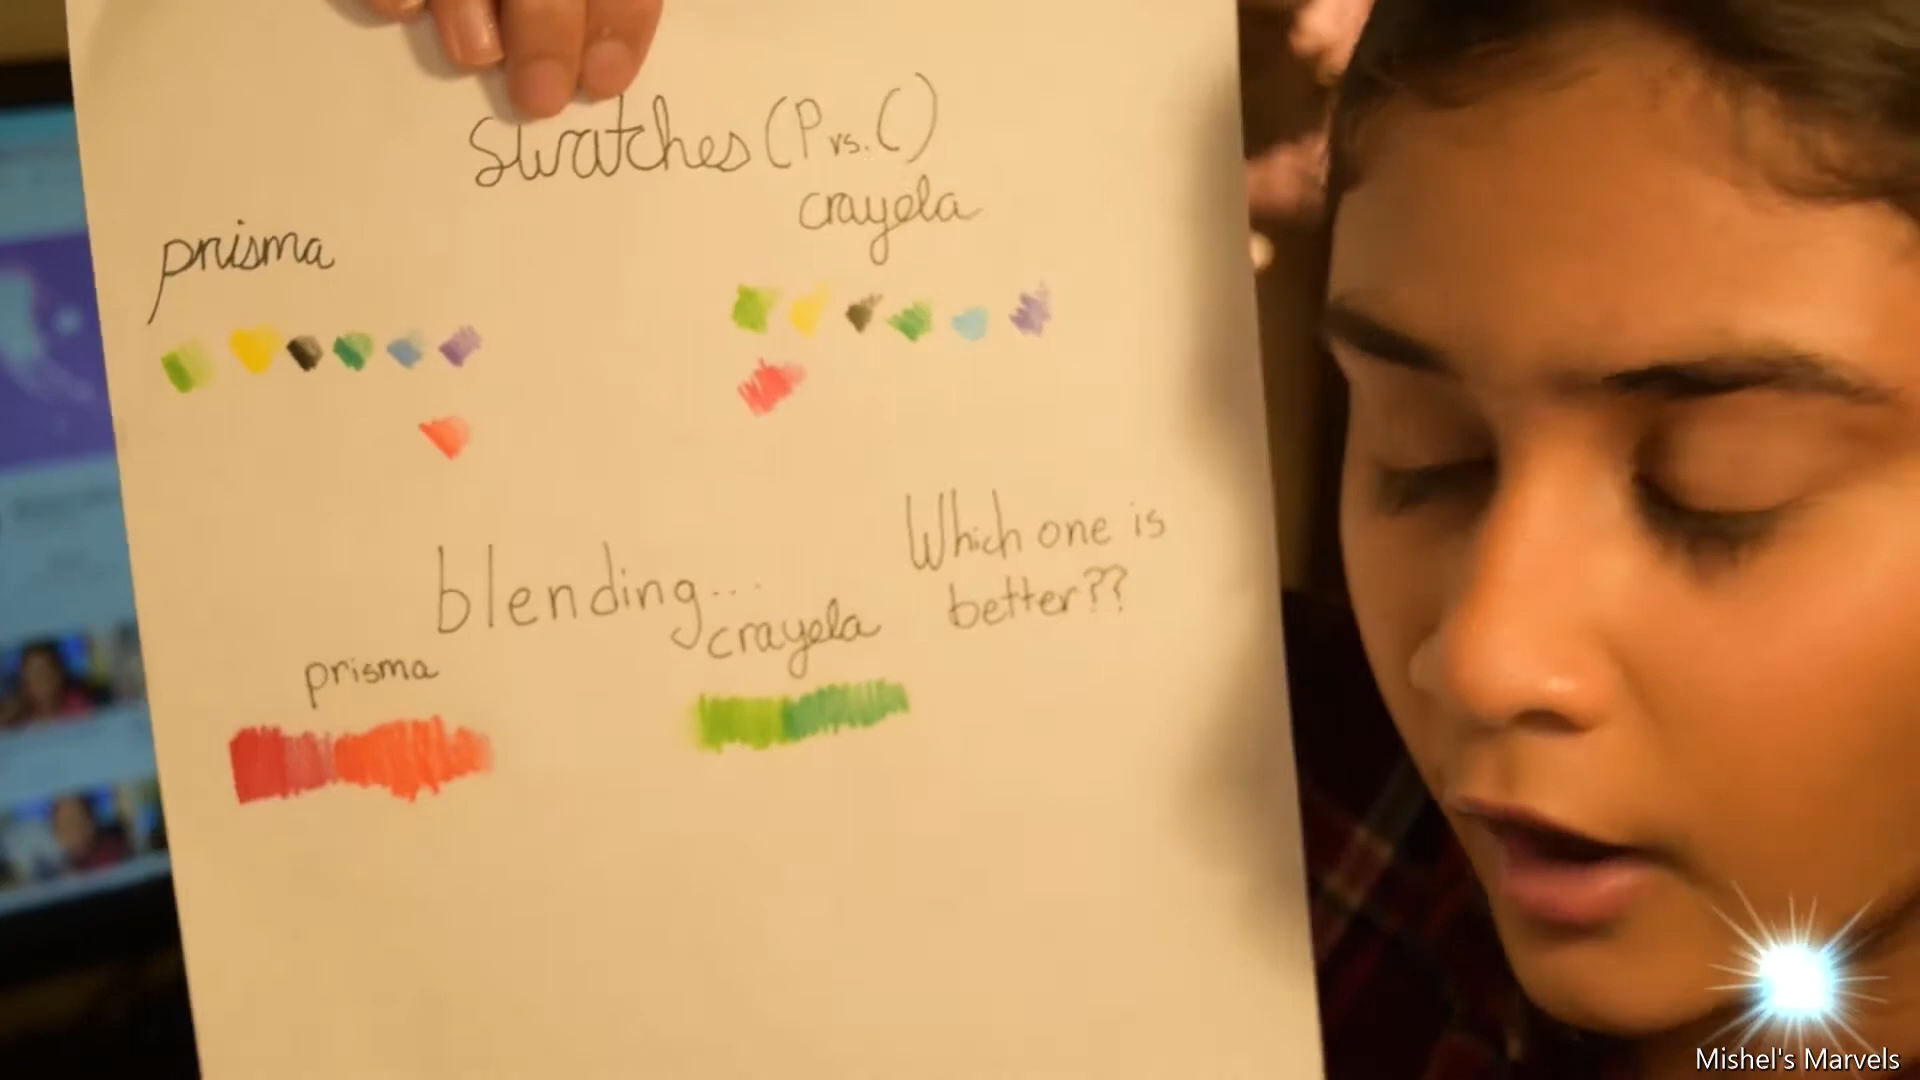 Swatches (P vs. C)
prisma
crayola
blending...
Which one is
better??
prisma
crayola
Mishel's Marvels